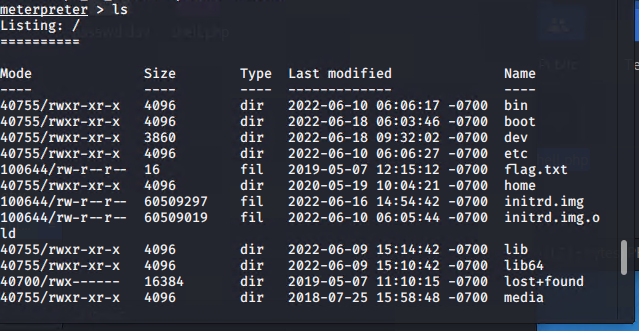 meterpreter > ls
Listing: /
==========
Mode Size Type Last modified Name
---- ---- ---- ------------- ----
40755/rwxr-xr-x 4096 dir 2022-06-10 06:06:17 -0700 bin
40755/rwxr-xr-x 4096 dir 2022-06-18 06:03:46 -0700 boot
40755/rwxr-xr-x 3860 dir 2022-06-18 09:32:02 -0700 dev
40755/rwxr-xr-x 4096 dir 2022-06-10 06:06:27 -0700 etc
100644/rw-r--r-- 16 fil 2019-05-07 12:15:12 -0700 flag.txt
40755/rwxr-xr-x 4096 dir 2020-05-19 10:04:21 -0700 home
100644/rw-r--r-- 60509297 fil 2022-06-16 14:54:42 -0700 initrd.img
100644/rw-r--r-- 60509019 fil 2022-06-10 06:05:44 -0700 initrd.img.o
ld
40755/rwxr-xr-x 4096 dir 2022-06-09 15:14:42 -0700 lib
40755/rwxr-xr-x 4096 dir 2022-06-09 15:10:42 -0700 lib64
40700/rwx------ 16384 dir 2019-05-07 11:10:15 -0700 lost+found
40755/rwxr-xr-x 4096 dir 2018-07-25 15:58:48 -0700 media